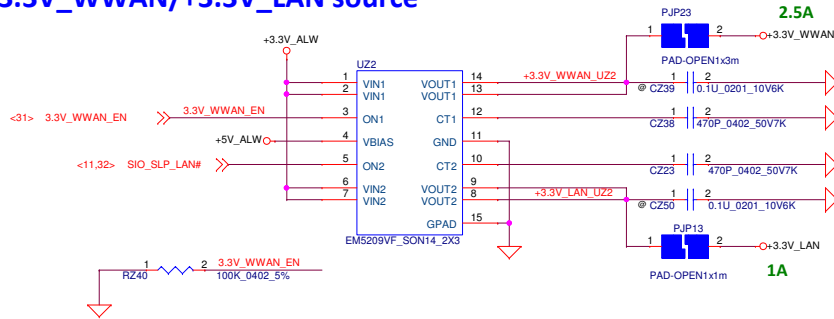 3.3V_WWAN/+3.3V_LAN source
PJP23
2.5A
+3.3V_ALW
1 2
+3.3V_WWAN
PAD-OPEN1x3m
UZ2
1 VIN1 VOUT1 14 +3.3V_WWAN_UZ2
2 VIN1 VOUT1 13
@ CZ39 1 2 0.1U_0201_10V6K
<31> 3.3V_WWAN_EN 3.3V_WWAN_EN 3 ON1 CT1 12
CZ38 1 2 470P_0402_50V7K
+5V_ALW 4 VBIAS GND 11
<11,32> SIO_SLP_LAN# 5 ON2 CT2 10
CZ23 1 2 470P_0402_50V7K
6 VIN2 VOUT2 9
7 VIN2 VOUT2 8 +3.3V_LAN_UZ2
@ CZ50 1 2 0.1U_0201_10V6K
GPAD 15
EM5209VF_SON14_2X3
PJP13
1 2
+3.3V_LAN
PAD-OPEN1x1m
1A
1 2 3.3V_WWAN_EN
RZ40 100K_0402_5%